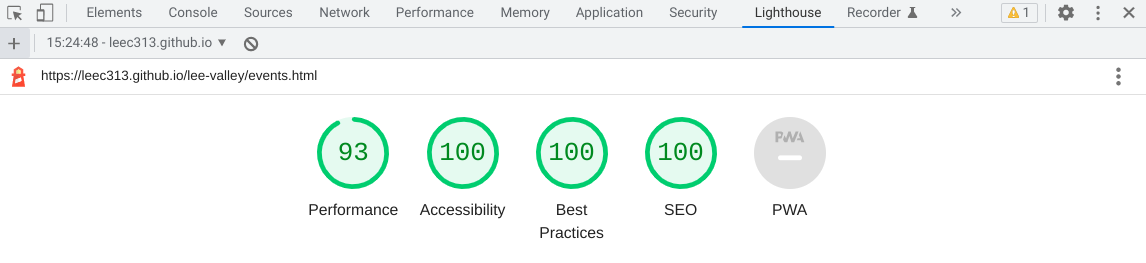 Elements Console Sources Network Performance Memory Application Security Lighthouse Recorder 1
15:24:48 - leec313.github.io
https://leec313.github.io/lee-valley/events.html
93 100 100 100 PWA
Performance Accessibility Best SEO PWA
Practices